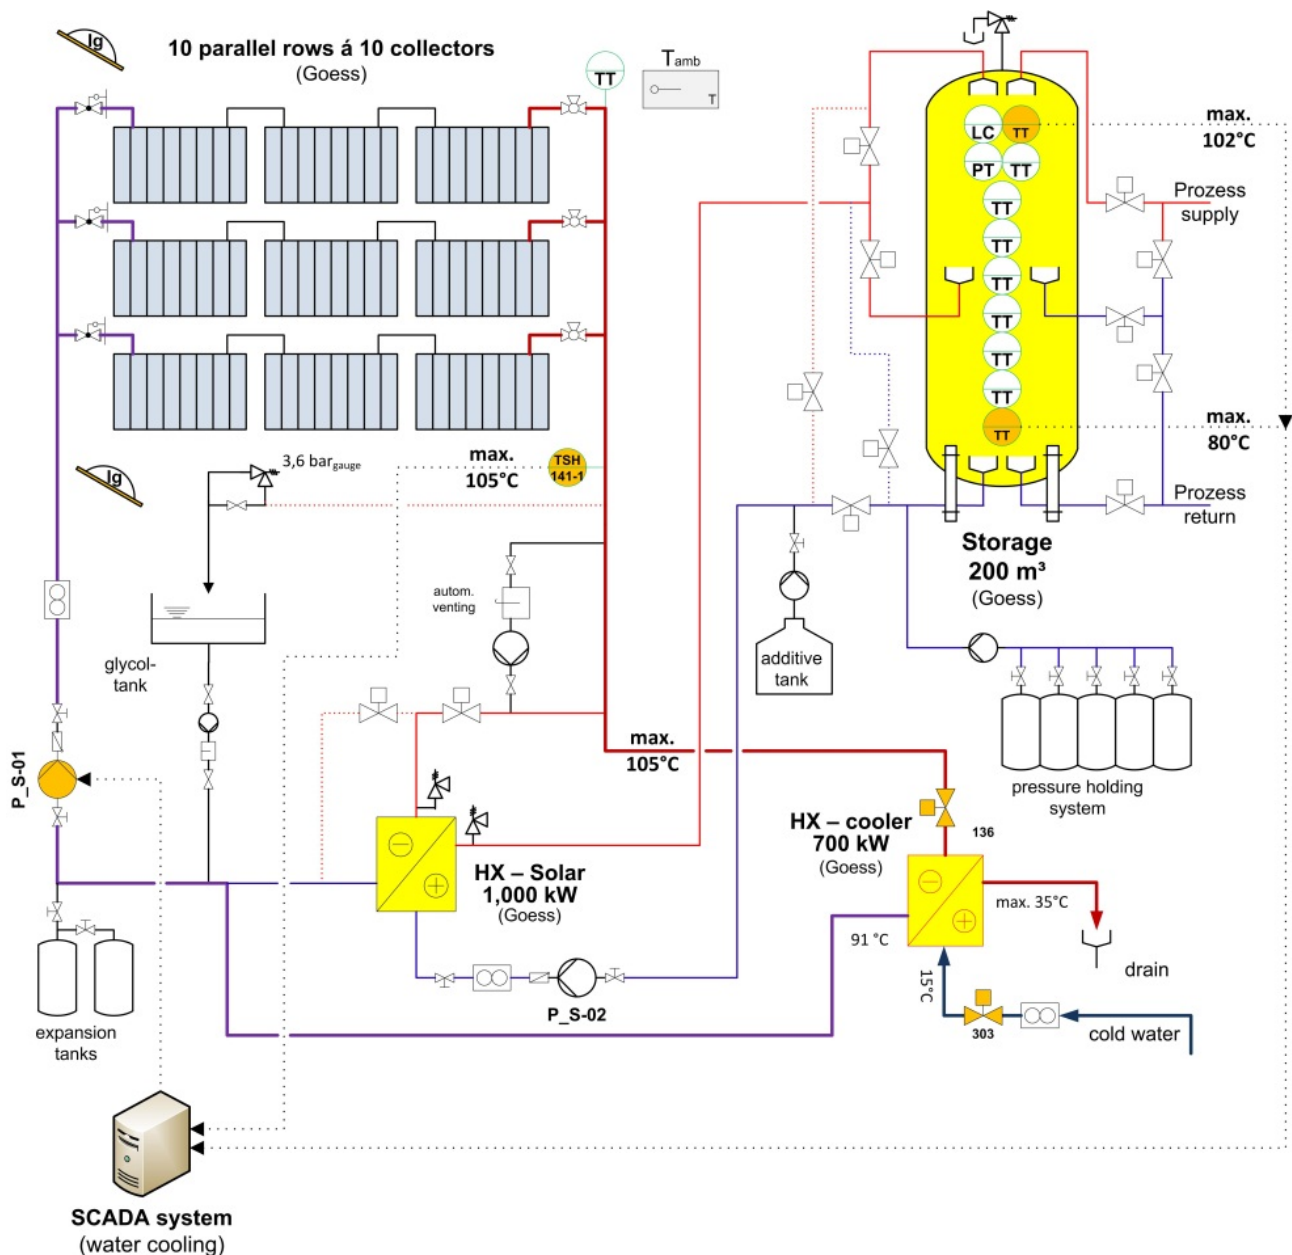 Ig
10 parallel rows á 10 collectors
(Goess)
TT
Tamb
T
LC
TT
PT
TT
TT
TT
TT
TT
TT
TT
TT
max.
102°C
Prozess
supply
max.
80°C
Prozess
return
Storage
200 m³
(Goess)
Ig
3,6 bar gauge
max.
105°C
TSH
141-1
autom.
venting
glycol-
tank
additive
tank
pressure holding
system
P_S-01
max.
105°C
HX – cooler
700 kW
(Goess)
136
HX – Solar
1,000 kW
(Goess)
max. 35°C
91 °C
15°C
drain
303
cold water
P_S-02
expansion
tanks
SCADA system
(water cooling)